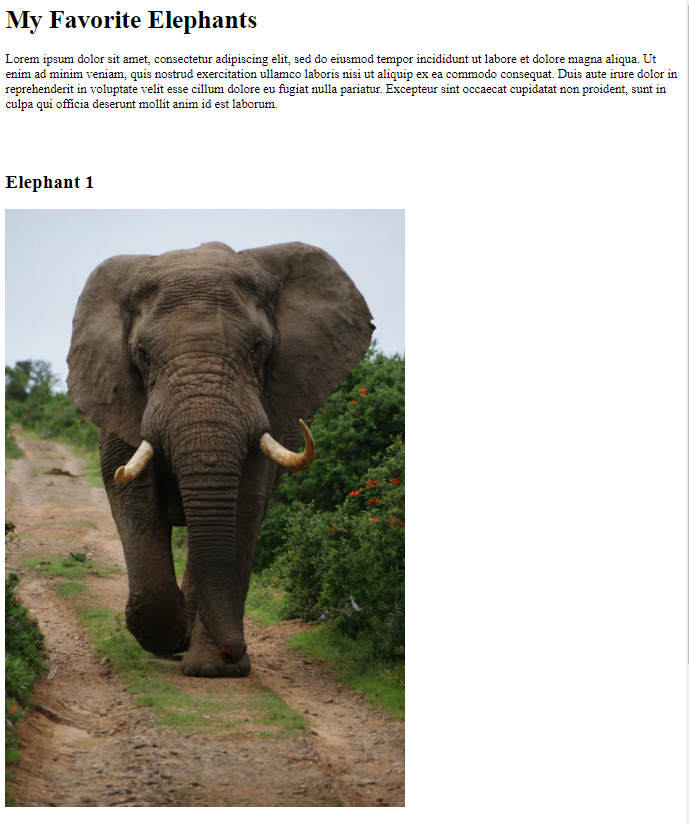 My Favorite Elephants
Lorem ipsum dolor sit amet, consectetur adipiscing elit, sed do eiusmod tempor incididunt ut labore et dolore magna aliqua. Ut
enim ad minim veniam, quis nostrud exercitation ullamco laboris nisi ut aliquip ex ea commodo consequat. Duis aute irure dolor in
reprehenderit in voluptate velit esse cillum dolore eu fugiat nulla pariatur. Excepteur sint occaecat cupidatat non proident, sunt in
culpa qui officia deserunt mollit anim id est laborum.
Elephant 1